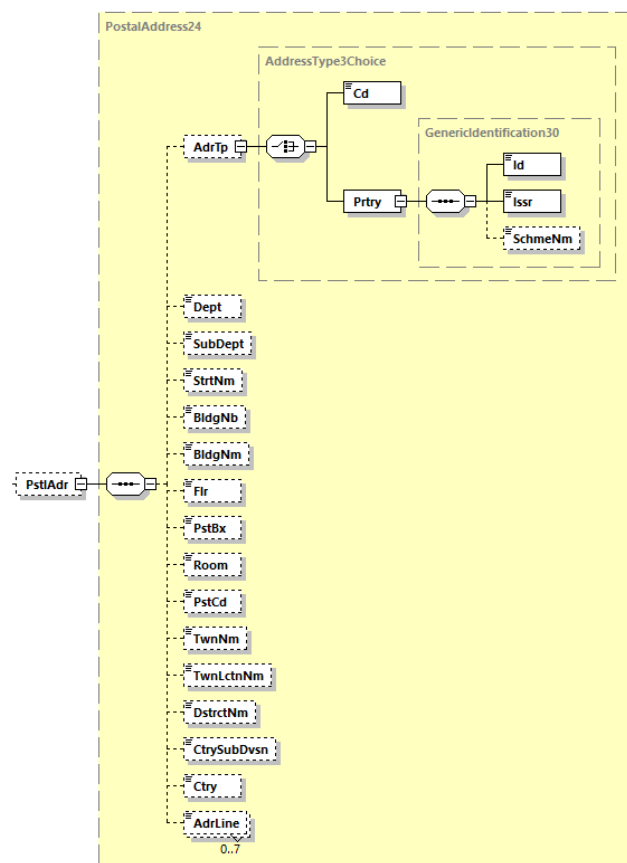 PostalAddress24
AddressType3Choice
Cd
GenericIdentification30
AdrTp
Id
Prtry
Issr
SchmeNm
Dept
SubDept
StrtNm
BldgNb
BldgNm
PstlAdr
Flr
PstBx
Room
PstCd
TwnNm
TwnLctnNm
DstrctNm
CtrySubDvsn
Ctry
AdrLine
0..7